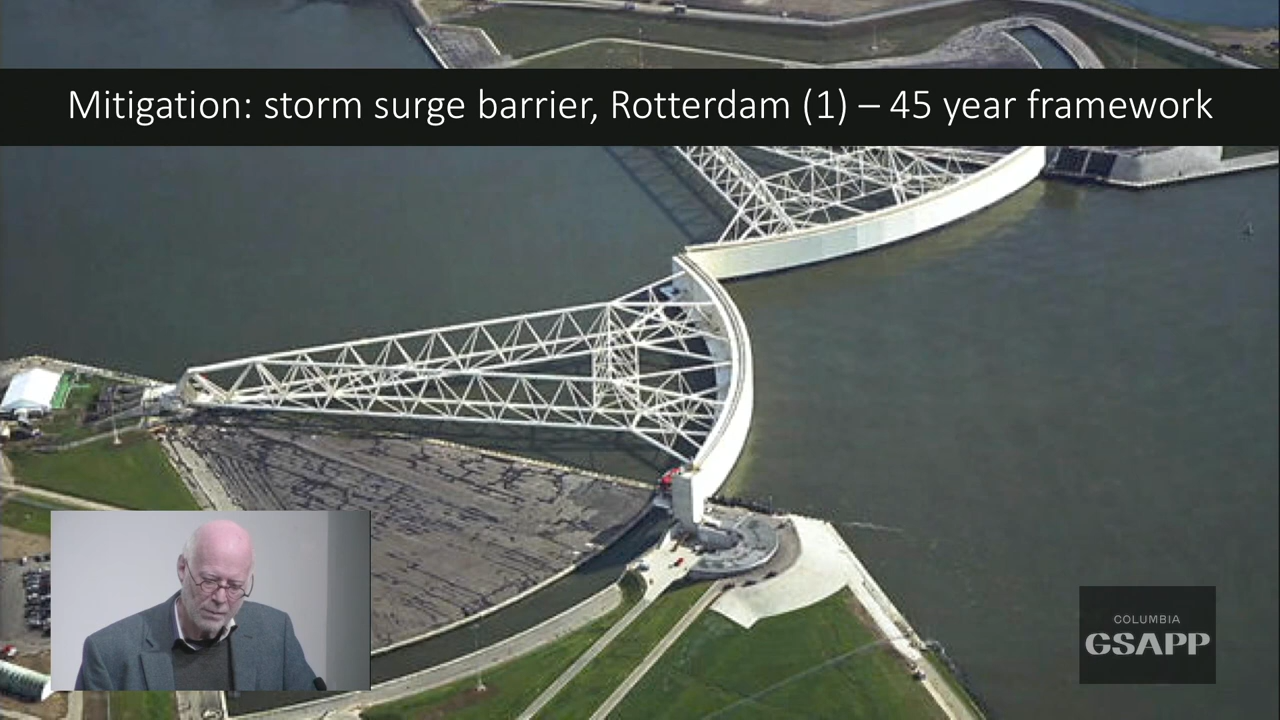 Mitigation: storm surge barrier, Rotterdam (1) – 45 year framework
COLUMBIA
GSAPP